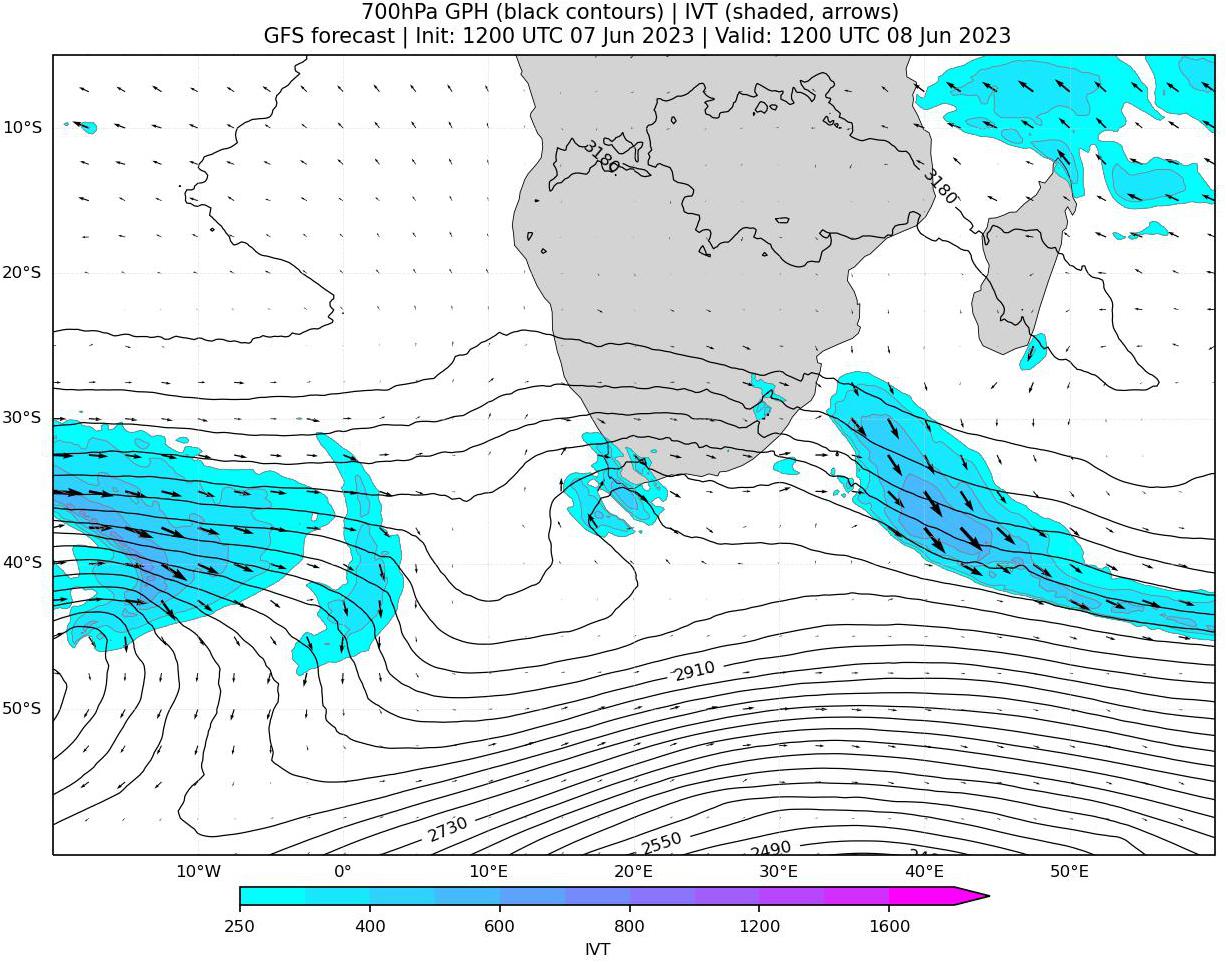 700hPa GPH (black contours) | IVT (shaded, arrows)
GFS forecast | Init: 1200 UTC 07 Jun 2023 | Valid: 1200 UTC 08 Jun 2023
10°S
3180
3180
20°S
30°S
40°S
2910
50°S
2730
2550
2490
10°W 0° 10°E 20°E 30°E 40°E 50°E
250 400 600 800 1200 1600
IVT